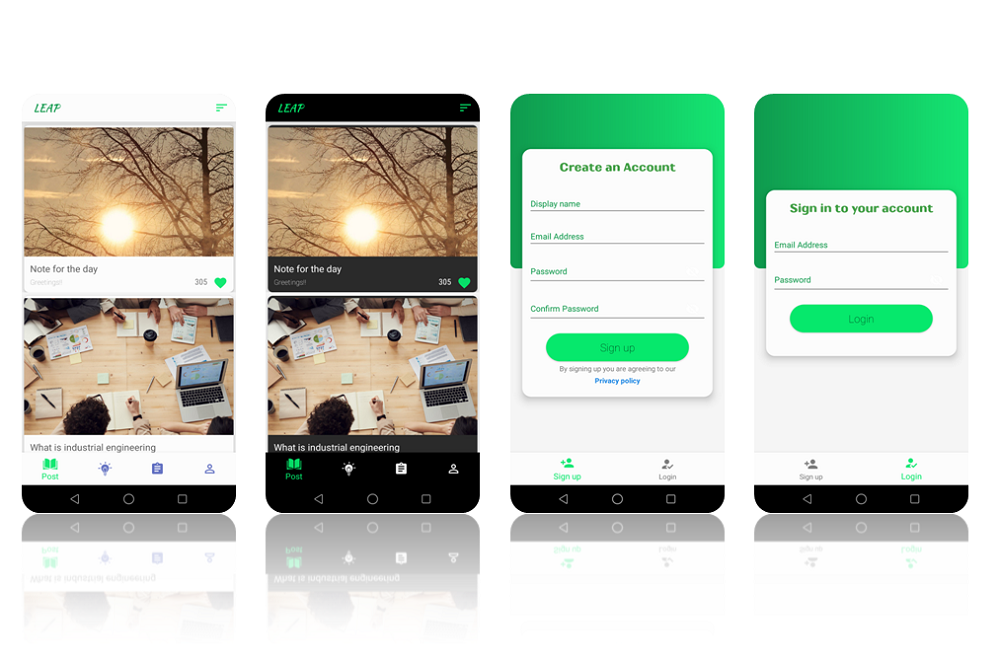 LEAP
Note for the day
Greetings!!
305
What is industrial engineering
Post
LEAP
Note for the day
Greetings!!
305
What is industrial engineering
Post
Create an Account
Display name
Email Address
Password
Confirm Password
Sign up
By signing up you are agreeing to our
Privacy policy
Sign up
Login
Sign in to your account
Email Address
Password
Login
Sign up
Login